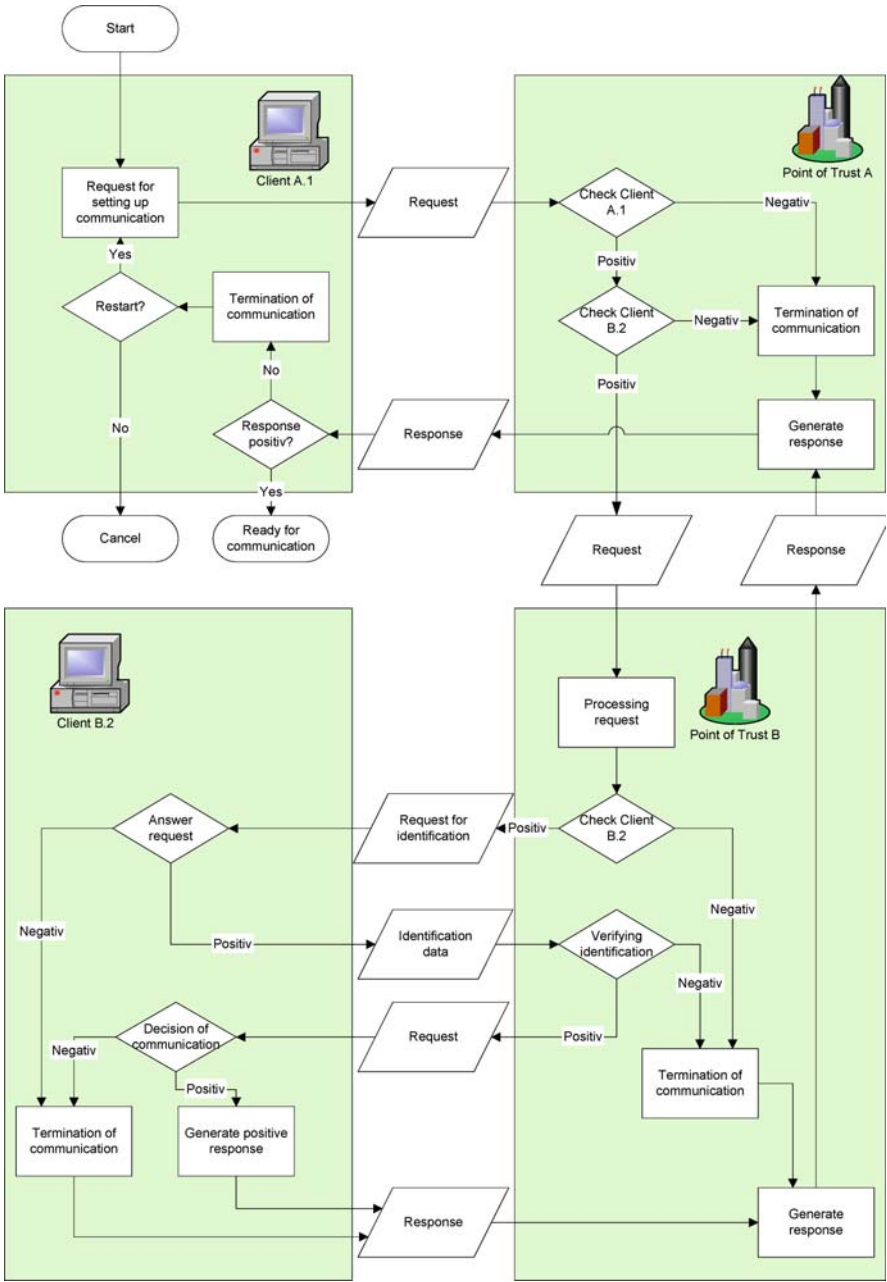 Start
Client A.1
Point of Trust A
Request for
setting up
communication
Request
Check Client
A.1
Negativ
Yes
Positiv
Restart?
Termination of
communication
Check Client
B.2
Negativ
Termination of
communication
No
Positiv
No
Response
positiv?
Response
Generate
response
Yes
Cancel
Ready for
communication
Request
Response
Client B.2
Processing
request
Point of Trust B
Answer
request
Request for
identification
Positiv
Check Client
B.2
Negativ
Negativ
Positiv
Identification
data
Verifying
identification
Negativ
Decision of
communication
Request
Positiv
Negativ
Positiv
Termination of
communication
Termination of
communication
Generate positive
response
Response
Generate
response